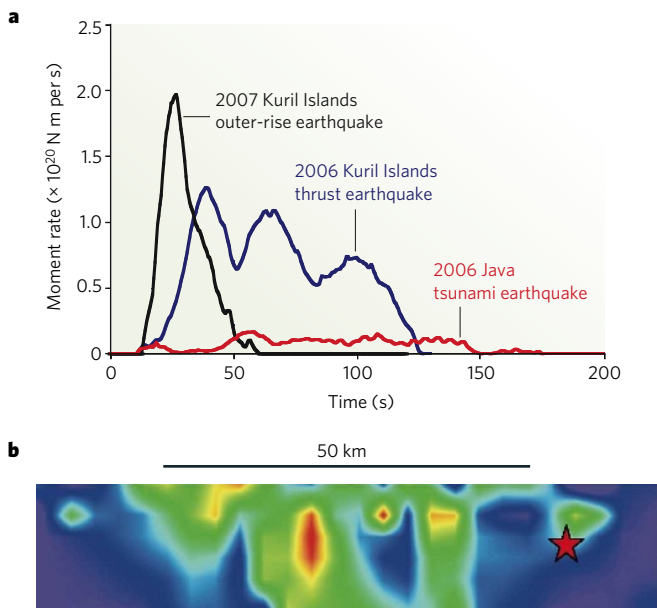 a
2.5
2.0
1.5
1.0
0.5
0
Moment rate (× 10²⁰ N m per s)
2007 Kuril Islands
outer-rise earthquake
2006 Kuril Islands
thrust earthquake
2006 Java
tsunami earthquake
0
50
100
150
200
Time (s)
b
50 km